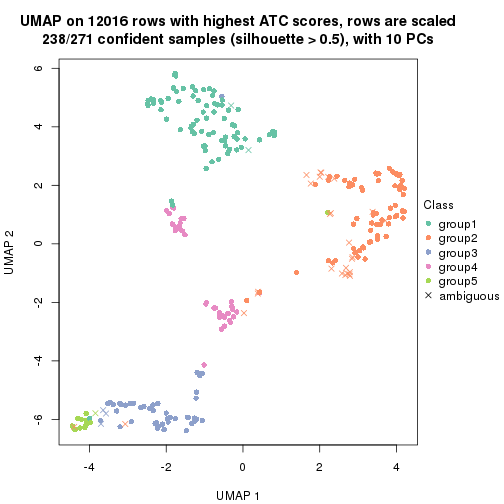 UMAP on 12016 rows with highest ATC scores, rows are scaled
238/271 confident samples (silhouette > 0.5), with 10 PCs
6
4
2
0
-2
-4
-6
UMAP 2
-4
-2
0
2
4
UMAP 1
Class
group1
group2
group3
group4
group5
ambiguous